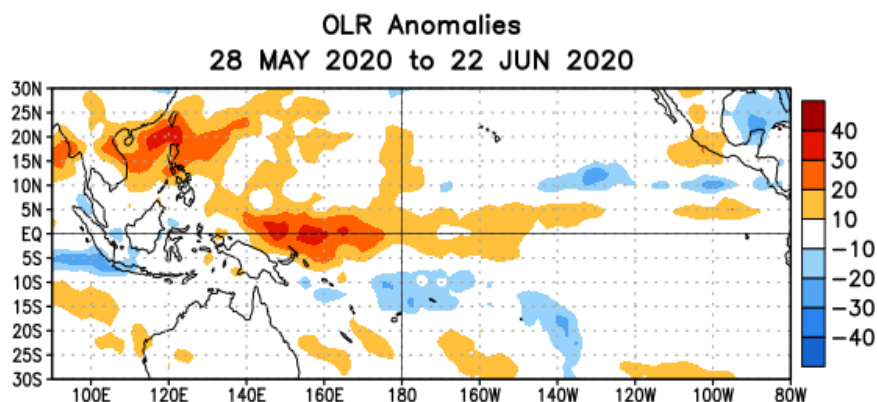 OLR Anomalies
28 MAY 2020 to 22 JUN 2020
30N
25N
20N
15N
10N
5N
EQ
5S
10S
15S
20S
25S
30S
100E 120E 140E 160E 180 160W 140W 120W 100W 80W
40
30
20
10
−10
−20
−30
−40